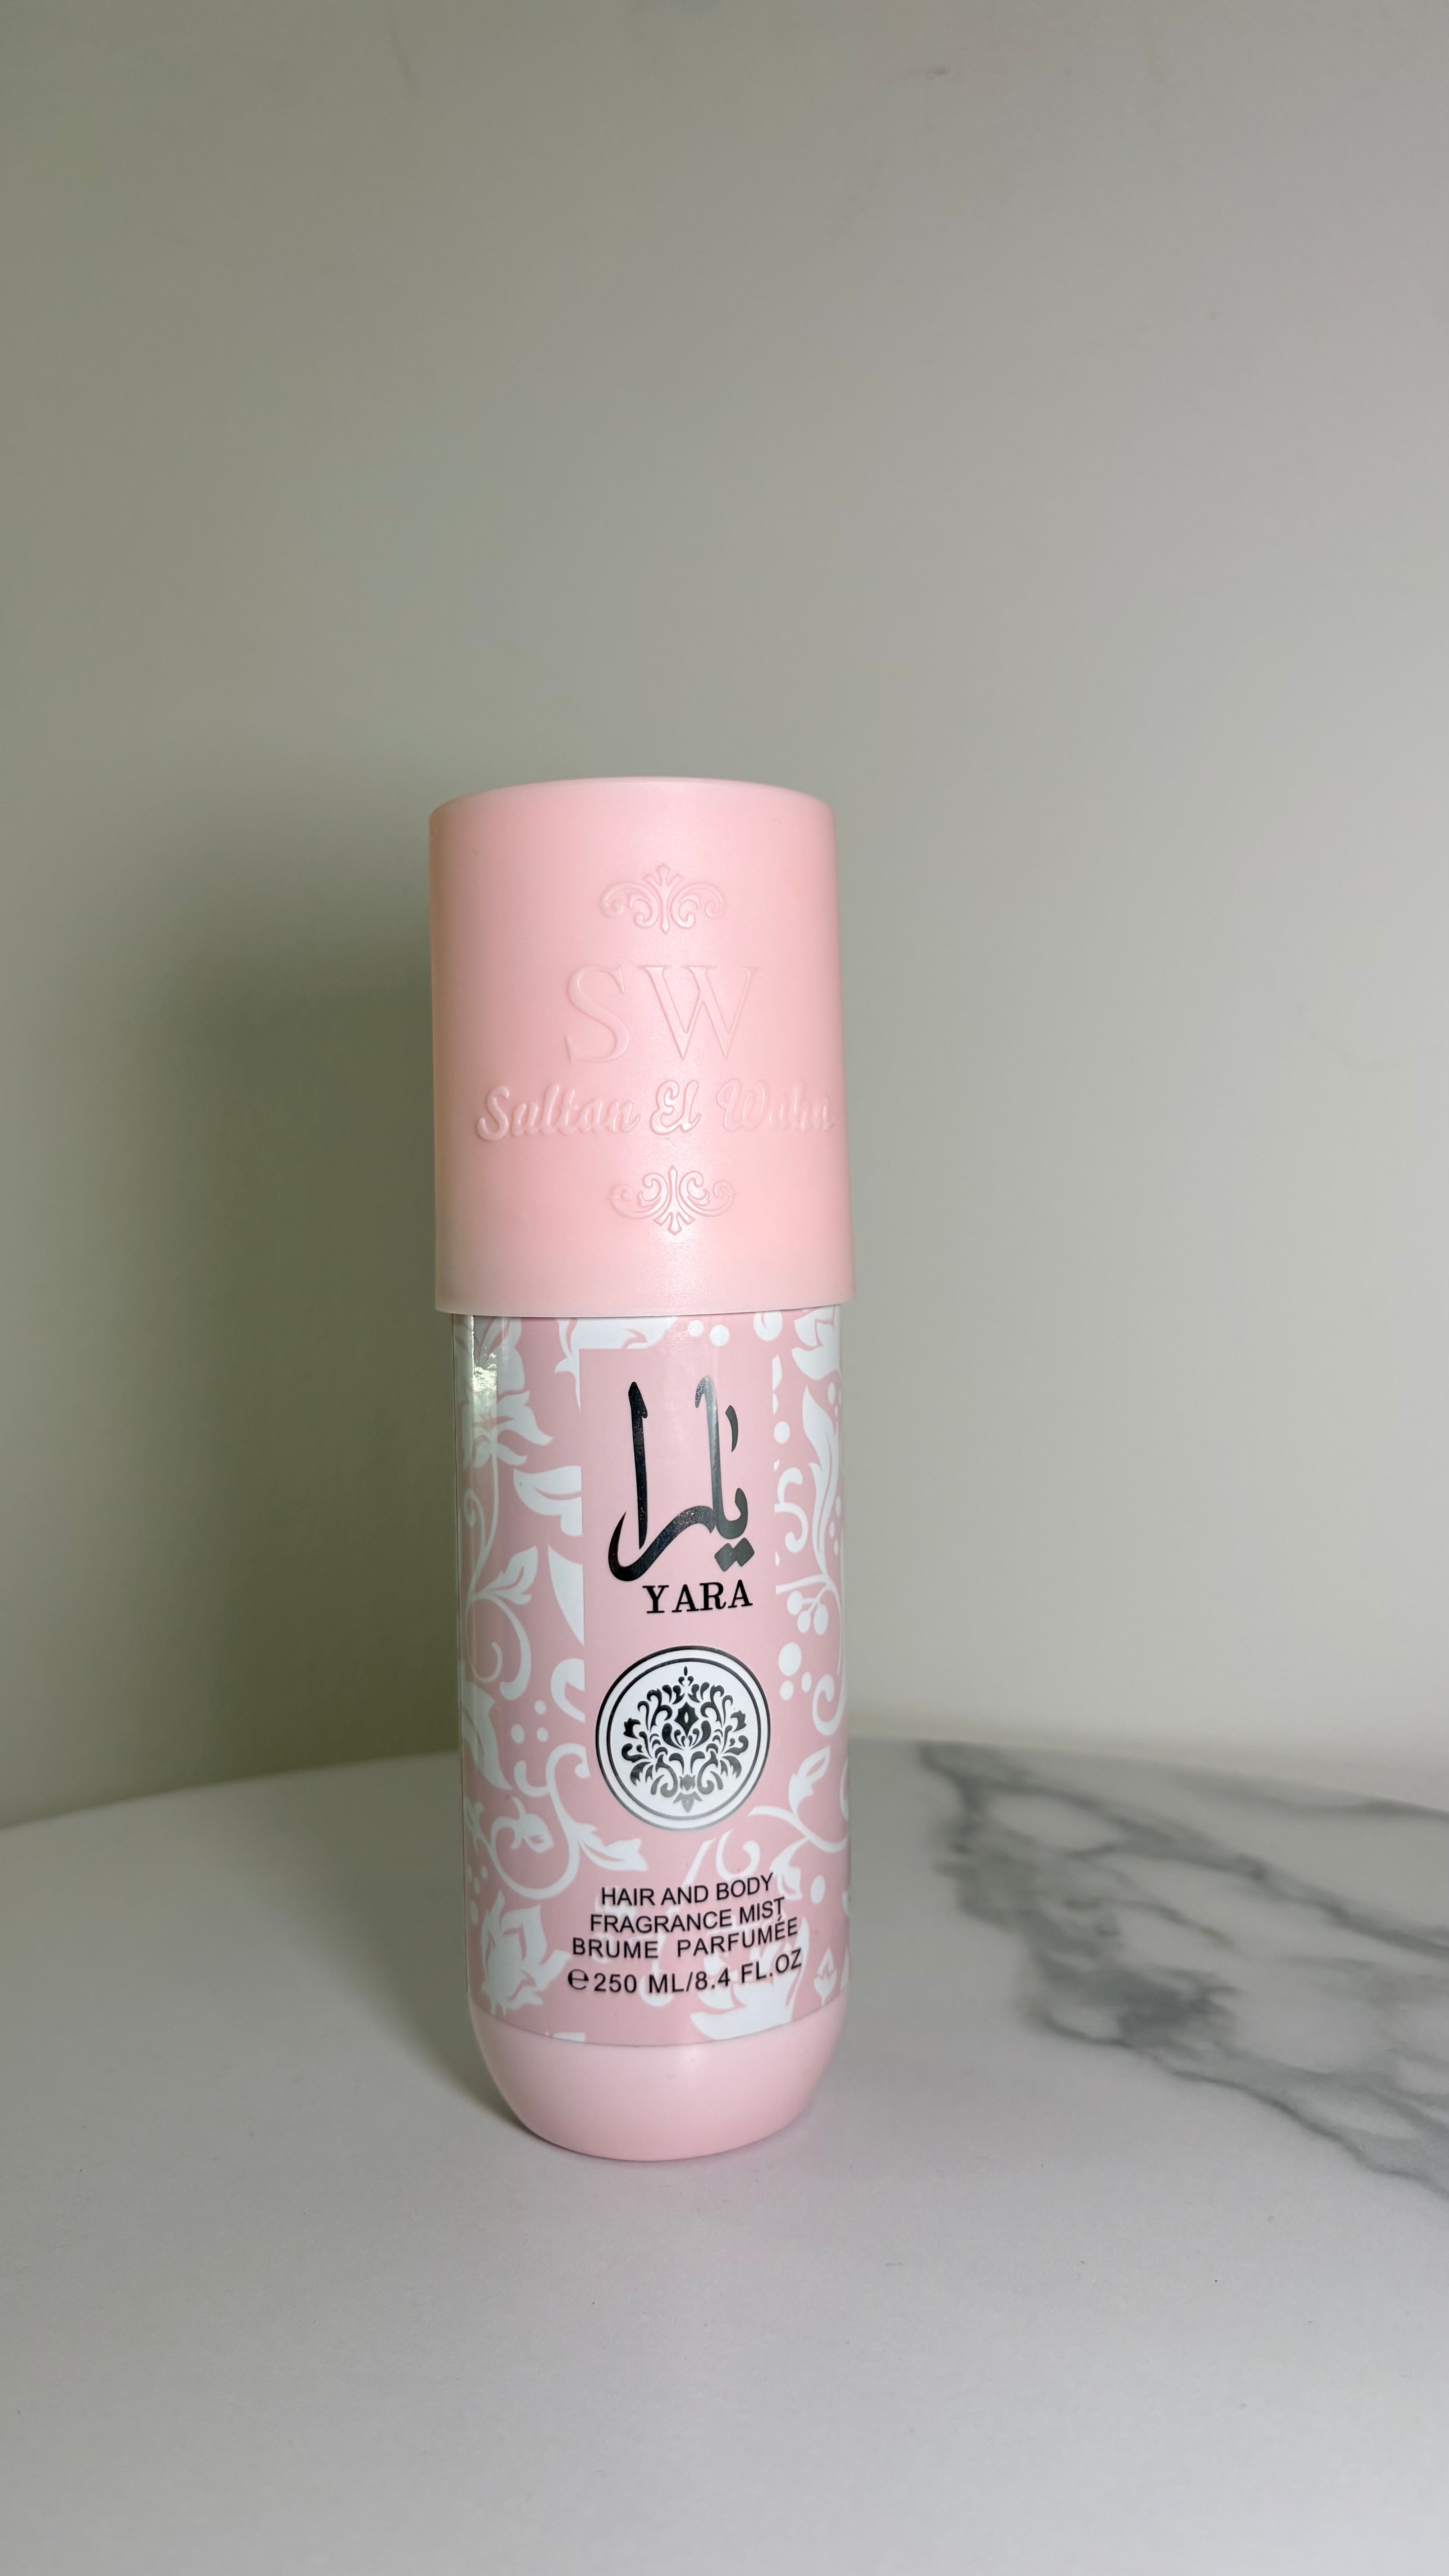 SW
Sultan El Waha
يارا
YARA
HAIR AND BODY
FRAGRANCE MIST
BRUME PARFUMÉE
℮250 ML/8.4 FL.OZ